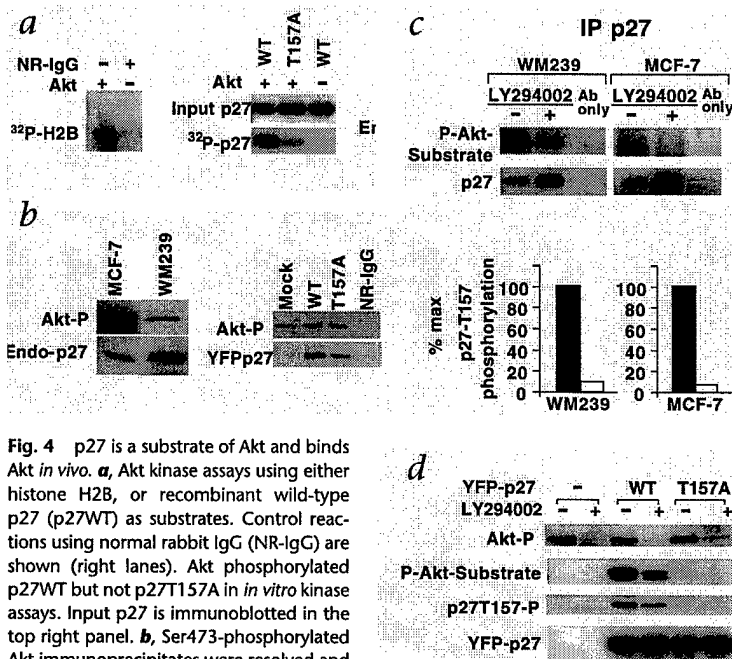 a
NR-IgG - +
Akt + -
32P-H2B
WT T157A WT
Akt + + -
Input p27
32P-p27
Er
b
MCF-7 WM239
Akt-P
Endo-p27
Mock WT T157A NR-IgG
Akt-P
YFPp27
c
IP p27
WM239 MCF-7
LY294002 Ab only LY294002 Ab only
- + - +
P-Akt-Substrate
p27
% max p27-T157 phosphorylation
100 100
80 80
60 60
40 40
20 20
0 0
WM239 MCF-7
Fig. 4 p27 is a substrate of Akt and binds
Akt in vivo. a, Akt kinase assays using either
histone H2B, or recombinant wild-type
p27 (p27WT) as substrates. Control reac-
tions using normal rabbit IgG (NR-IgG) are
shown (right lanes). Akt phosphorylated
p27WT but not p27T157A in in vitro kinase
assays. Input p27 is immunoblotted in the
top right panel. b, Ser473-phosphorylated
Akt immunoprecipitates were resolved and
d
YFP-p27 - WT T157A
LY294002 - + - + - +
Akt-P
P-Akt-Substrate
p27T157-P
YFP-p27